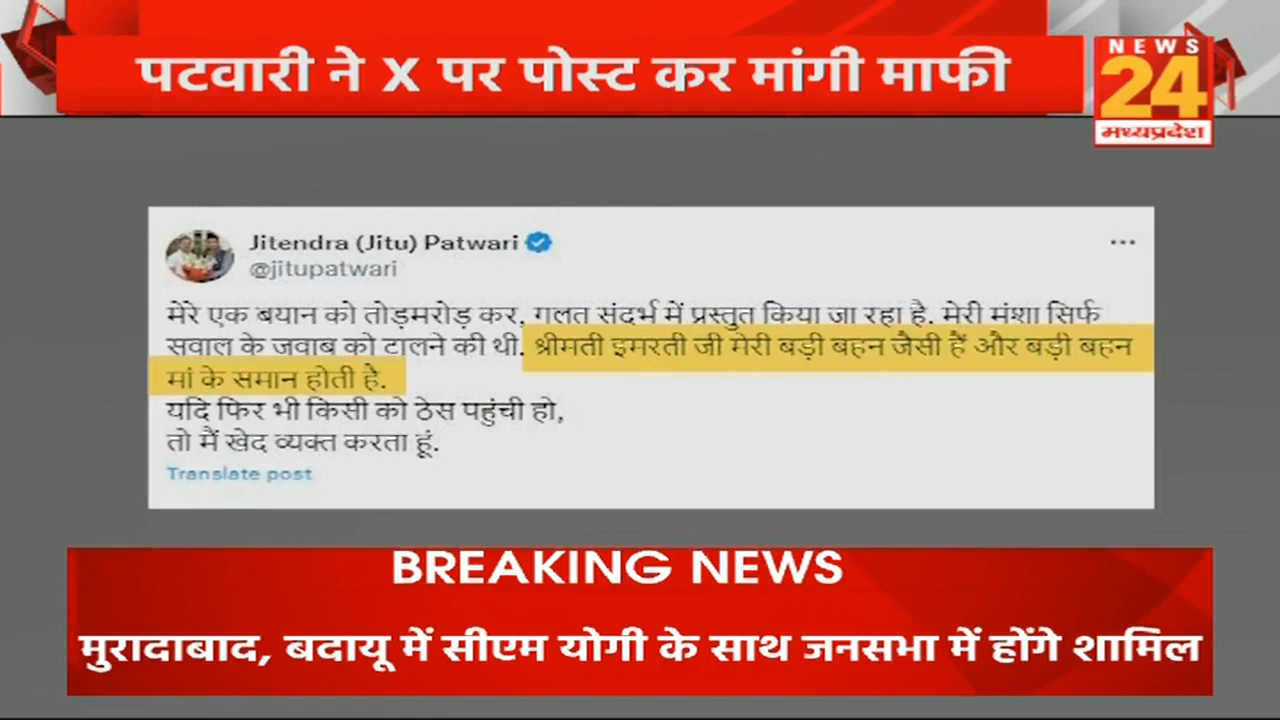 पटवारी ने X पर पोस्ट कर मांगी माफी
NEWS
24
मध्यप्रदेश
Jitendra (Jitu) Patwari
@jitupatwari
मेरे एक बयान को तोड़मरोड़ कर, गलत संदर्भ में प्रस्तुत किया जा रहा है. मेरी मंशा सिर्फ
सवाल के जवाब को टालने की थी. श्रीमती इमरती जी मेरी बड़ी बहन जैसी हैं और बड़ी बहन
मां के समान होती है.
यदि फिर भी किसी को ठेस पहुंची हो,
तो मैं खेद व्यक्त करता हूं.
Translate post
BREAKING NEWS
मुरादाबाद, बदायू में सीएम योगी के साथ जनसभा में होंगे शामिल